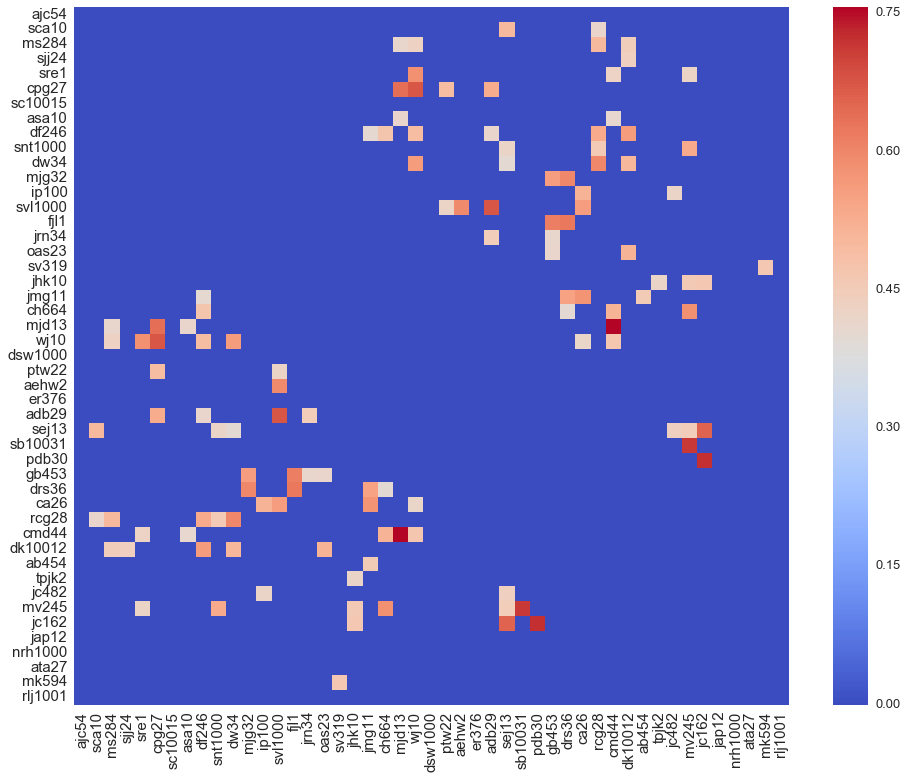 ajc54
sca10
ms284
sjj24
sre1
cpg27
sc10015
asa10
df246
snt1000
dw34
mjg32
ip100
svl1000
fjl1
jrn34
oas23
sv319
jhk10
jmg11
ch664
mjd13
wj10
dsw1000
ptw22
aehw2
er376
adb29
sej13
sb10031
pdb30
gb453
drs36
ca26
rcg28
cmd44
dk10012
ab454
tpjk2
jc482
mv245
jc162
jap12
nrh1000
ata27
mk594
rlj1001
ajc54 sca10 ms284 sjj24 sre1 cpg27 sc10015 asa10 df246 snt1000 dw34 mjg32 ip100 svl1000 fjl1 jrn34 oas23 sv319 jhk10 jmg11 ch664 mjd13 wj10 dsw1000 ptw22 aehw2 er376 adb29 sej13 sb10031 pdb30 gb453 drs36 ca26 rcg28 cmd44 dk10012 ab454 tpjk2 jc482 mv245 jc162 jap12 nrh1000 ata27 mk594 rlj1001
0.75
0.60
0.45
0.30
0.15
0.00